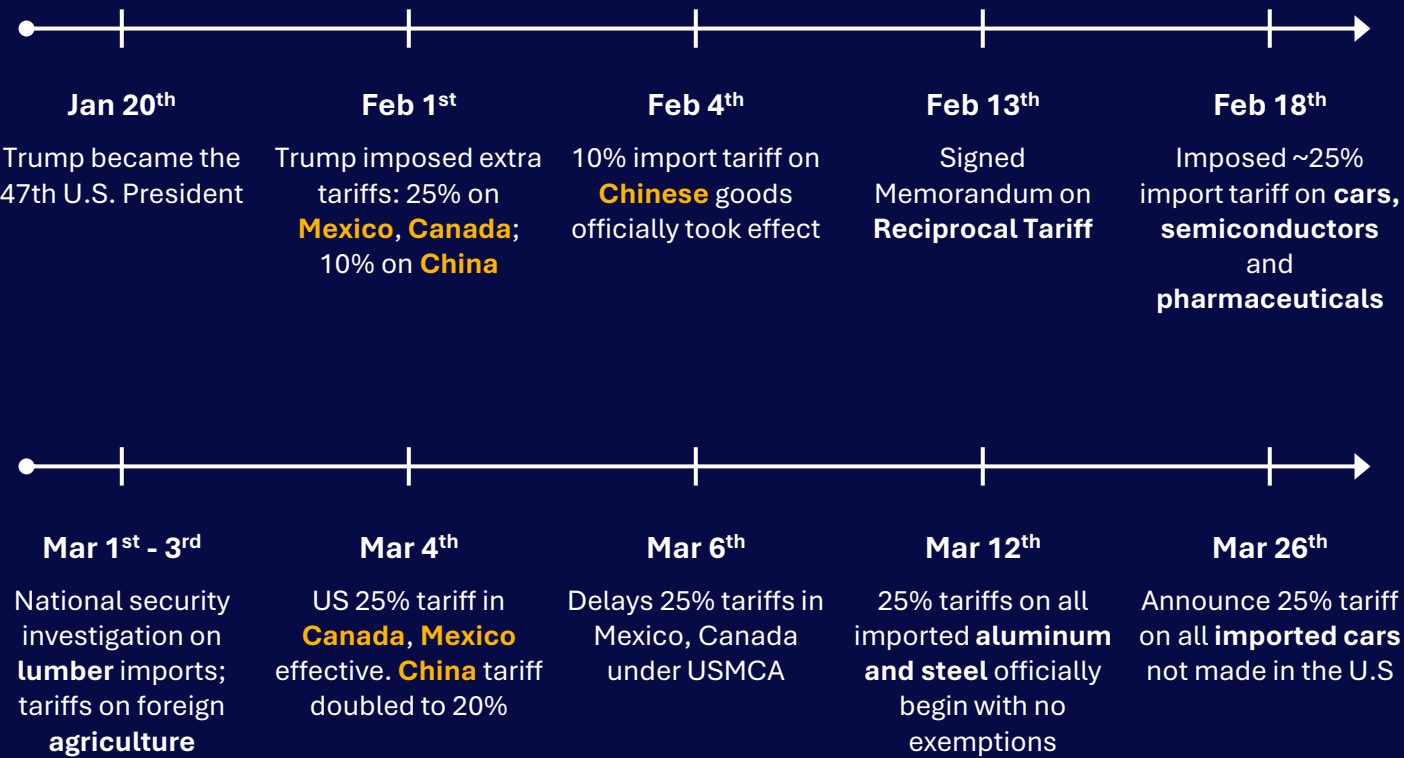 Jan 20th
Trump became the
47th U.S. President
Feb 1st
Trump imposed extra
tariffs: 25% on
Mexico, Canada;
10% on China
Feb 4th
10% import tariff on
Chinese goods
officially took effect
Feb 13th
Signed
Memorandum on
Reciprocal Tariff
Feb 18th
Imposed ~25%
import tariff on cars,
semiconductors
and
pharmaceuticals
Mar 1st - 3rd
National security
investigation on
lumber imports;
tariffs on foreign
agriculture
Mar 4th
US 25% tariff in
Canada, Mexico
effective. China tariff
doubled to 20%
Mar 6th
Delays 25% tariffs in
Mexico, Canada
under USMCA
Mar 12th
25% tariffs on all
imported aluminum
and steel officially
begin with no
exemptions
Mar 26th
Announce 25% tariff
on all imported cars
not made in the U.S